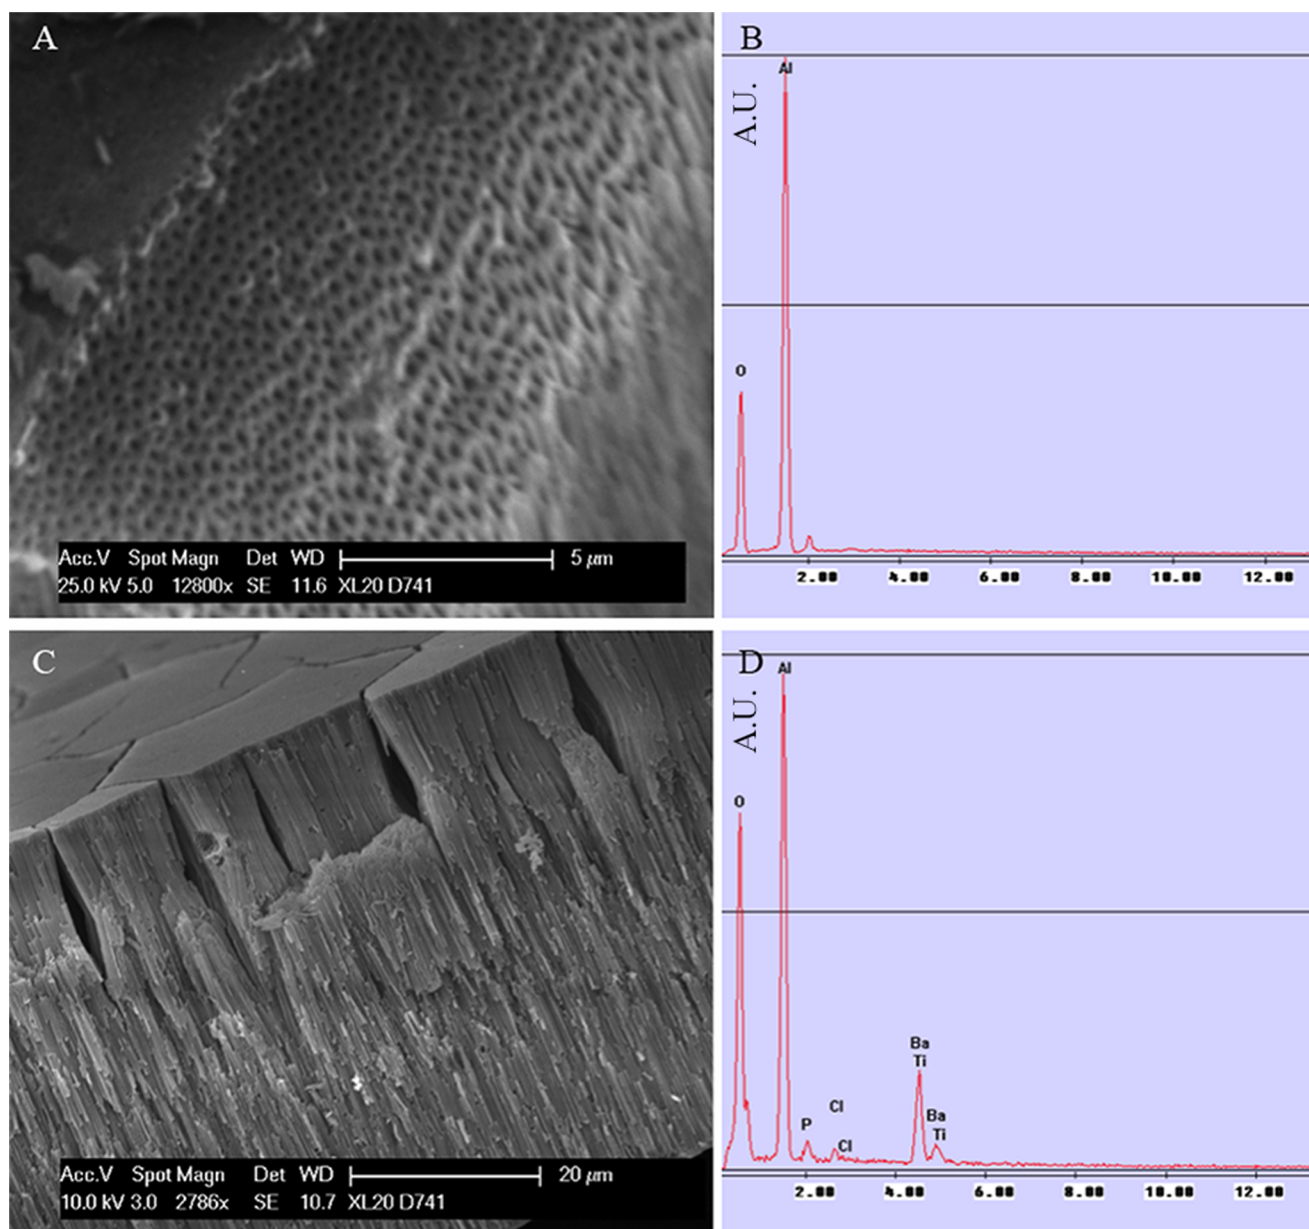 A
Acc.V Spot Magn Det WD 5 µm
25.0 kV 5.0 12800x SE 11.6 XL20 D741
B
A.U.
Al
O
2.00 4.00 6.00 8.00 10.00 12.00
C
Acc.V Spot Magn Det WD 20 µm
10.0 kV 3.0 2786x SE 10.7 XL20 D741
D
A.U.
Al
O
Ba
Ti
Ba
Ti
Cl
P
Cl
2.00 4.00 6.00 8.00 10.00 12.00